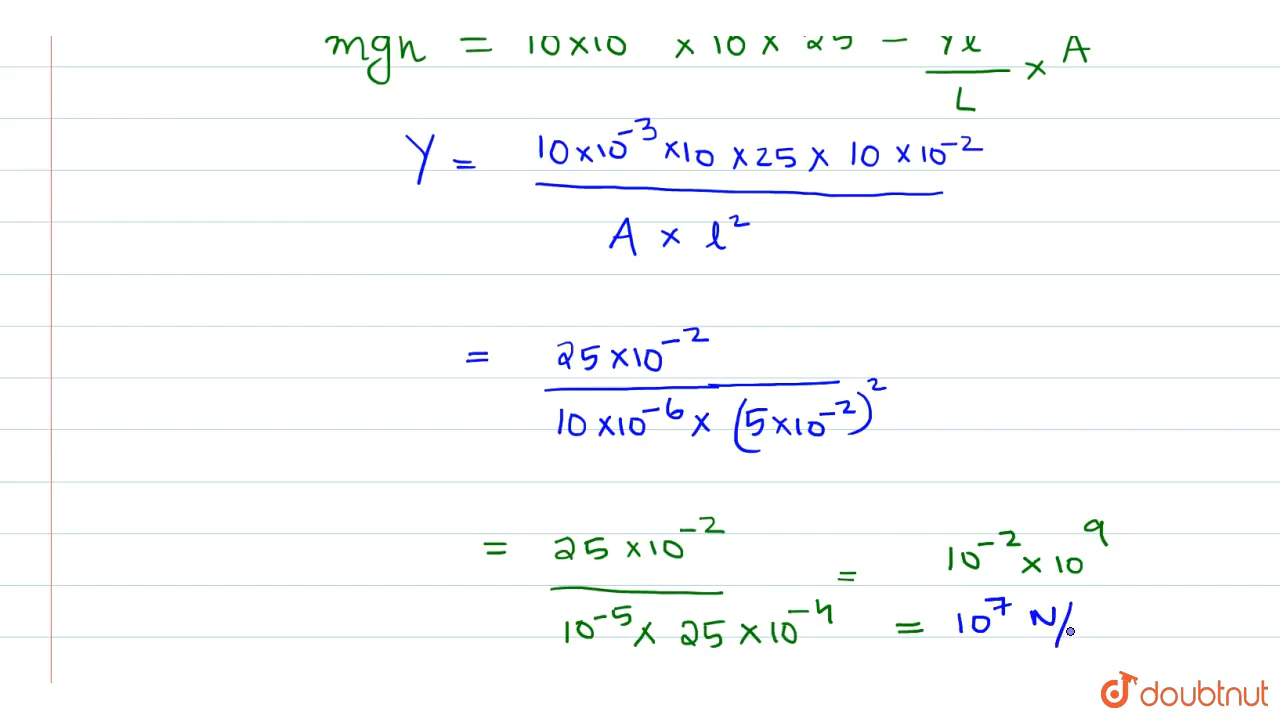 mgh = 10×10 × 10 × 25 = Yl/L × A
Y = 10×10⁻³×10×25×10×10⁻²
A × l²
= 25×10⁻²
10×10⁻⁶× (5×10⁻²)²
= 25×10⁻² = 10⁻²×10⁹
10⁻⁵× 25×10⁻⁴ = 10⁷ N/
doubtnut